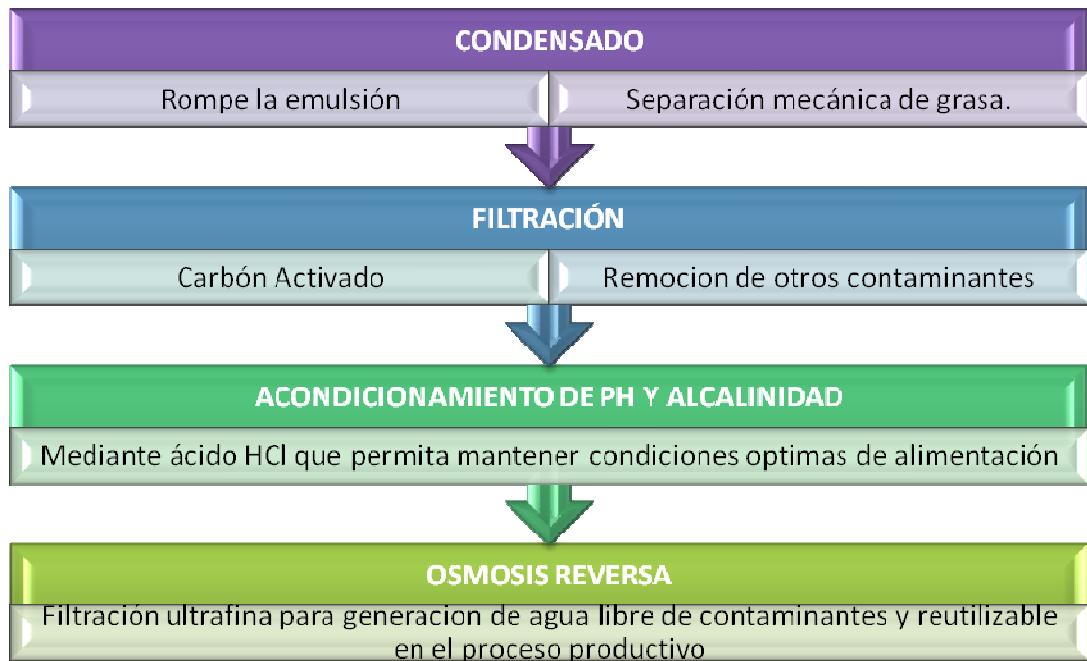 CONDENSADO
Rompe la emulsión
Separación mecánica de grasa.
FILTRACIÓN
Carbón Activado
Remocion de otros contaminantes
ACONDICIONAMIENTO DE PH Y ALCALINIDAD
Mediante ácido HCl que permita mantener condiciones optimas de alimentación
OSMOSIS REVERSA
Filtración ultrafina para generacion de agua libre de contaminantes y reutilizable
en el proceso productivo